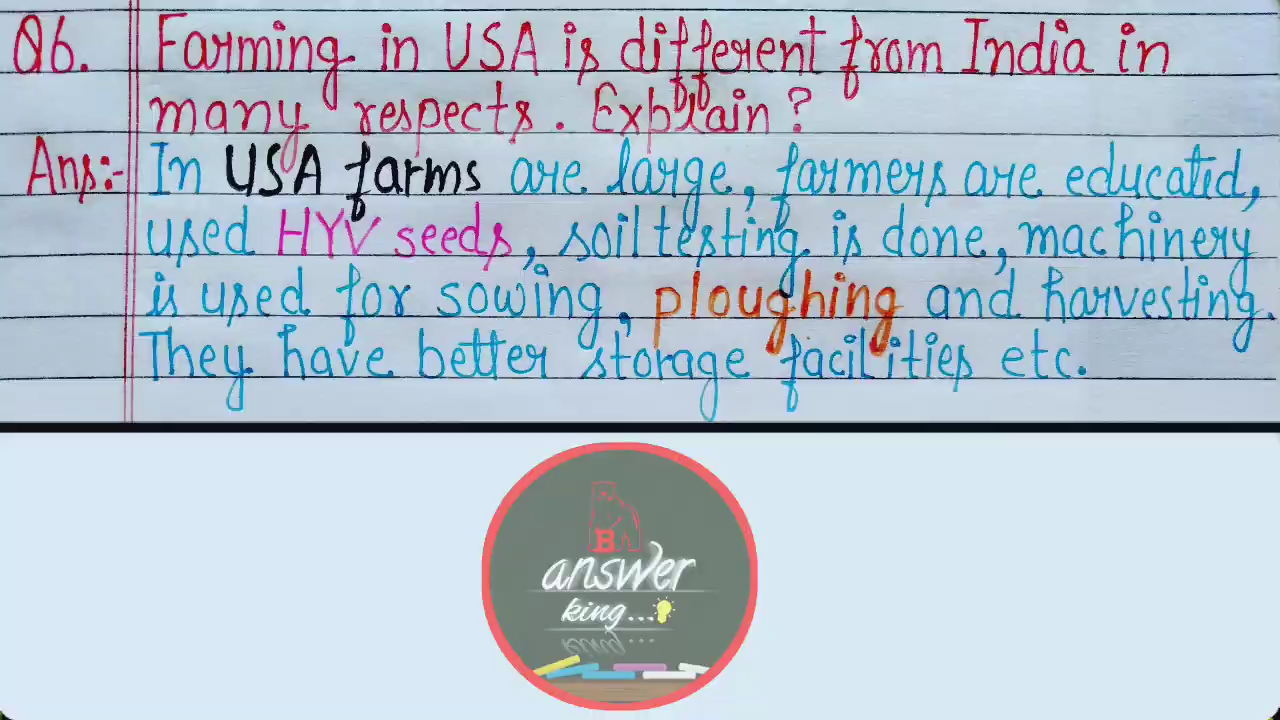 Q6. Farming in USA is different from India in
many respects. Explain?
Ans:- In USA farms are large, farmers are educated,
used HYV seeds, soil testing is done, machinery
is used for sowing, ploughing and harvesting.
They have better storage facilities etc.
B
answer
king...